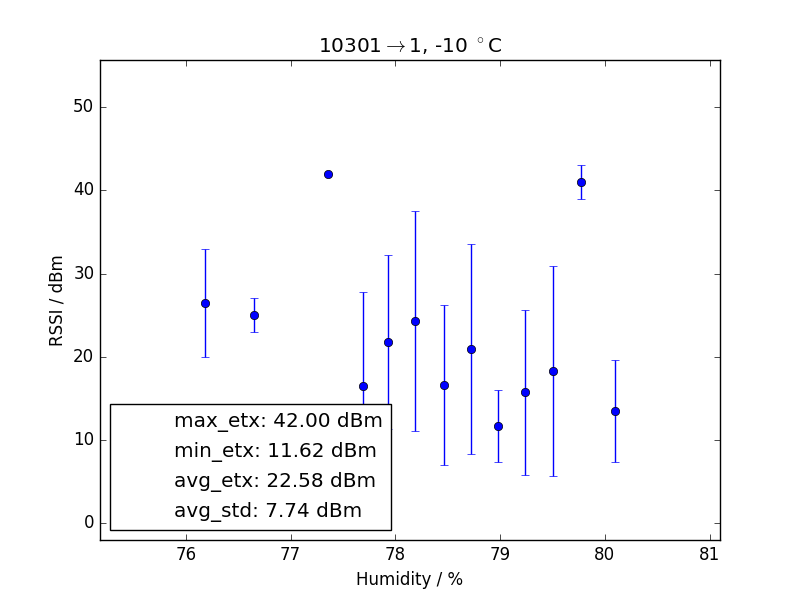 10301→1, -10 °C
RSSI / dBm
50
40
30
20
10
0
max_etx: 42.00 dBm
min_etx: 11.62 dBm
avg_etx: 22.58 dBm
avg_std: 7.74 dBm
76 77 78 79 80 81
Humidity / %